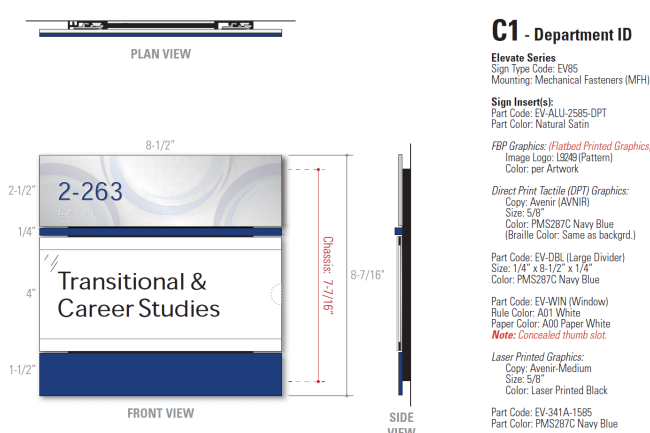 PLAN VIEW
8-1/2"
2-1/2"
2-263
1/4"
4"
Transitional &
Career Studies
Chassis: 7-7/16"
8-7/16"
1-1/2"
FRONT VIEW
SIDE
VIEW
C1 - Department ID
Elevate Series
Sign Type Code: EV85
Mounting: Mechanical Fasteners (MFH)
Sign Insert(s):
Part Code: EV-ALU-2585-DPT
Part Color: Natural Satin
FBP Graphics: (Flatbed Printed Graphics,
Image Logo: L9249 (Pattern)
Color: per Artwork
Direct Print Tactile (DPT) Graphics:
Copy: Avenir (AVNIR)
Size: 5/8"
Color: PMS287C Navy Blue
(Braille Color: Same as backgrd.)
Part Code: EV-DBL (Large Divider)
Size: 1/4" x 8-1/2" x 1/4"
Color: PMS287C Navy Blue
Part Code: EV-WIN (Window)
Rule Color: A01 White
Paper Color: A00 Paper White
Note: Concealed thumb slot.
Laser Printed Graphics:
Copy: Avenir-Medium
Size: 5/8"
Color: Laser Printed Black
Part Code: EV-341A-1585
Part Color: PMS287C Navy Blue